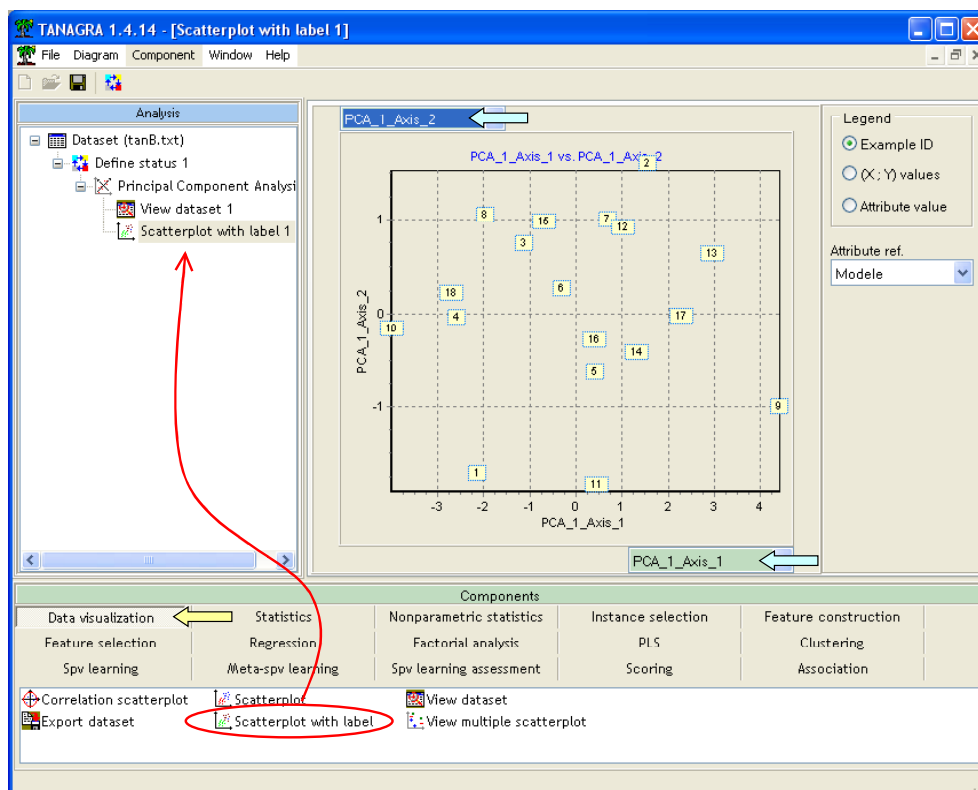 TANAGRA 1.4.14 - [Scatterplot with label 1]
File Diagram Component Window Help
Analysis
Dataset (tanB.txt)
Define status 1
Principal Component Analysi
View dataset 1
Scatterplot with label 1
PCA_1_Axis_2
PCA_1_Axis_1 vs. PCA_1_Axis_2
2
8
15
7
12
3
13
6
18
4
17
10
16
14
5
9
1
11
1
0
-1
PCA_1_Axis_2
-3 -2 -1 0 1 2 3 4
PCA_1_Axis_1
PCA_1_Axis_1
Legend
Example ID
(X ; Y) values
Attribute value
Attribute ref.
Modele
Components
Data visualization Statistics Nonparametric statistics Instance selection Feature construction
Feature selection Regression Factorial analysis PLS Clustering
Spv learning Meta-spv learning Spv learning assessment Scoring Association
Correlation scatterplot Scatterplot View dataset
Export dataset Scatterplot with label View multiple scatterplot